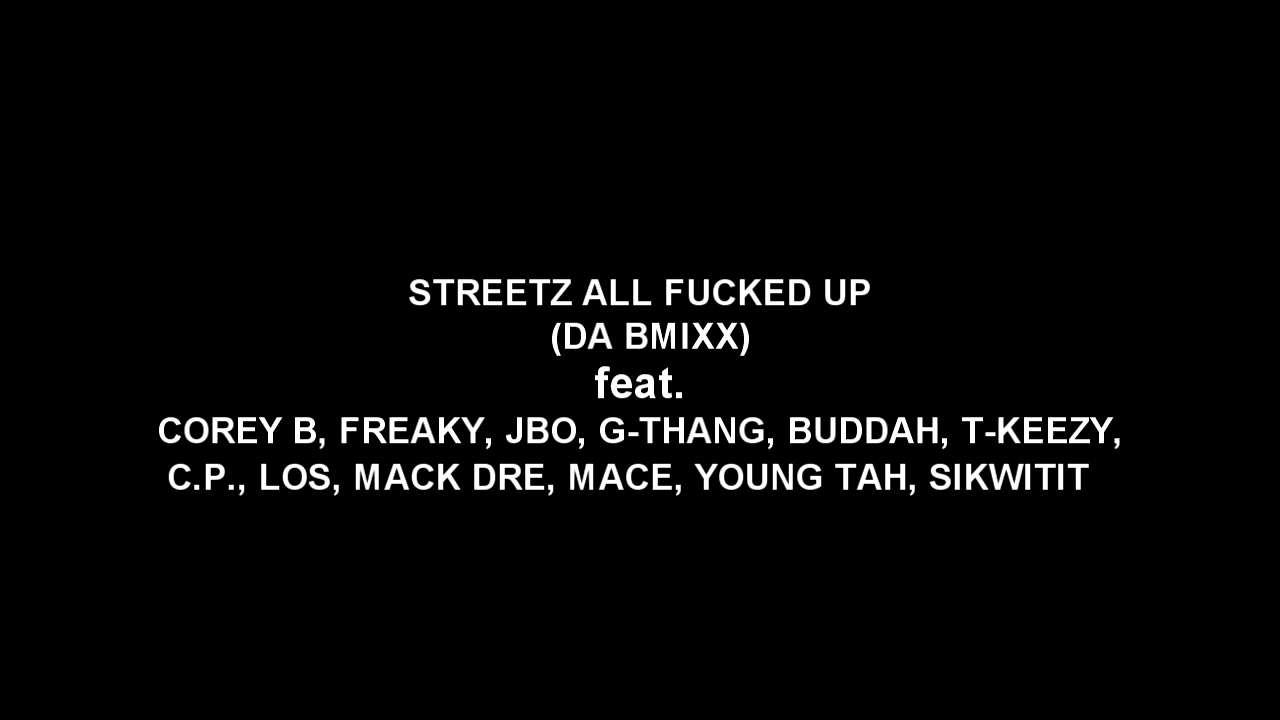 STREETZ ALL FUCKED UP
(DA BMIXX)
feat.
COREY B, FREAKY, JBO, G-THANG, BUDDAH, T-KEEZY,
C.P., LOS, MACK DRE, MACE, YOUNG TAH, SIKWITIT